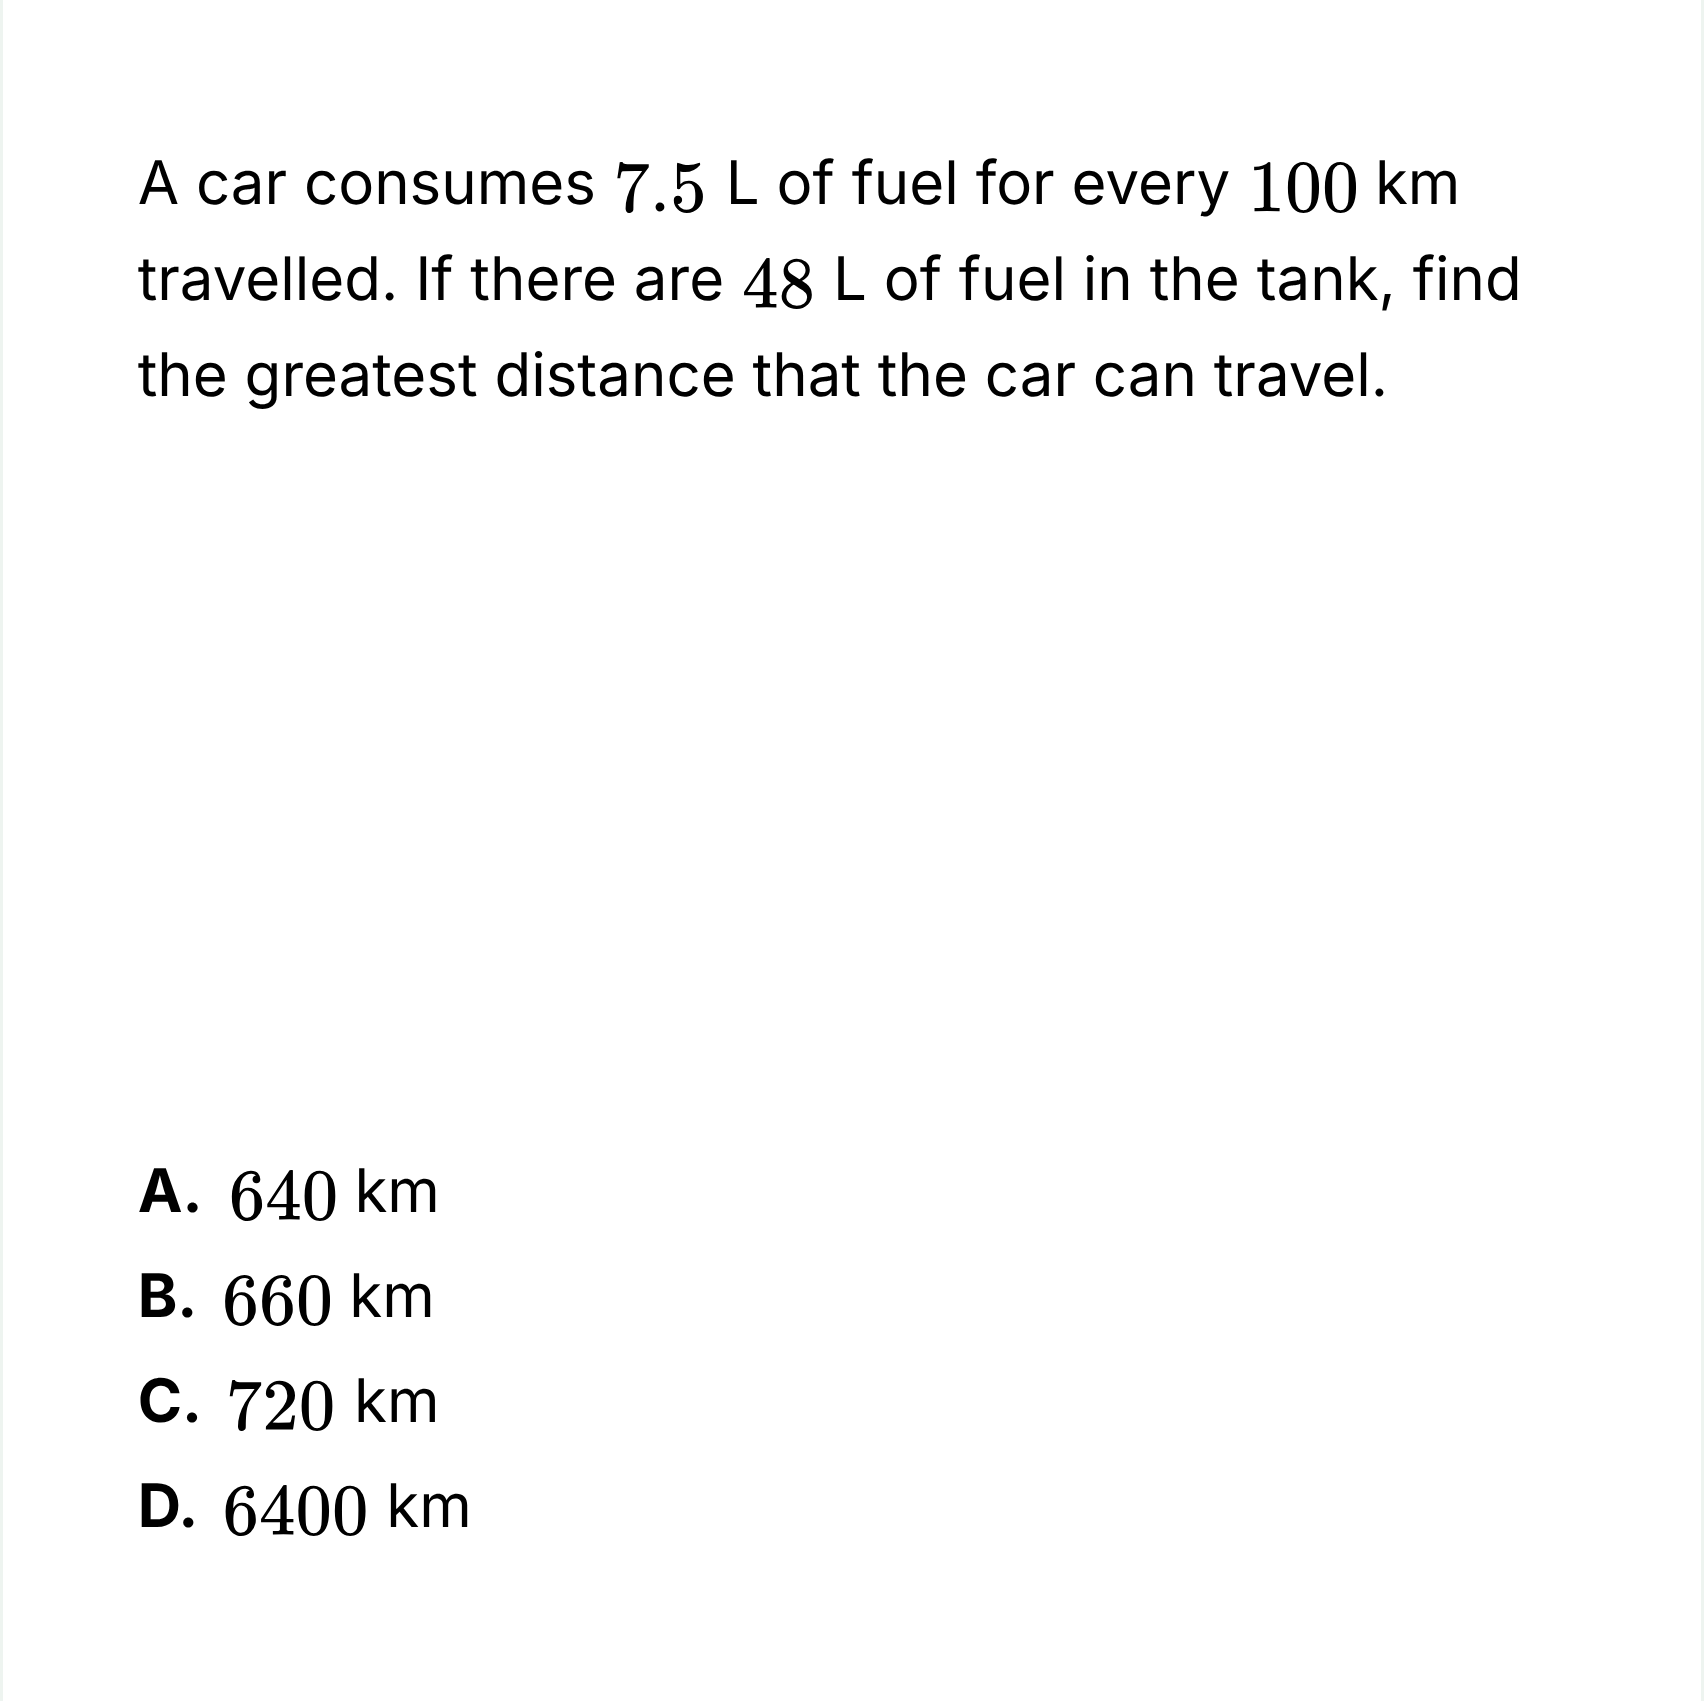 A car consumes 7.5 L of fuel for every 100 km
travelled. If there are 48 L of fuel in the tank, find
the greatest distance that the car can travel.
A. 640 km
B. 660 km
C. 720 km
D. 6400 km